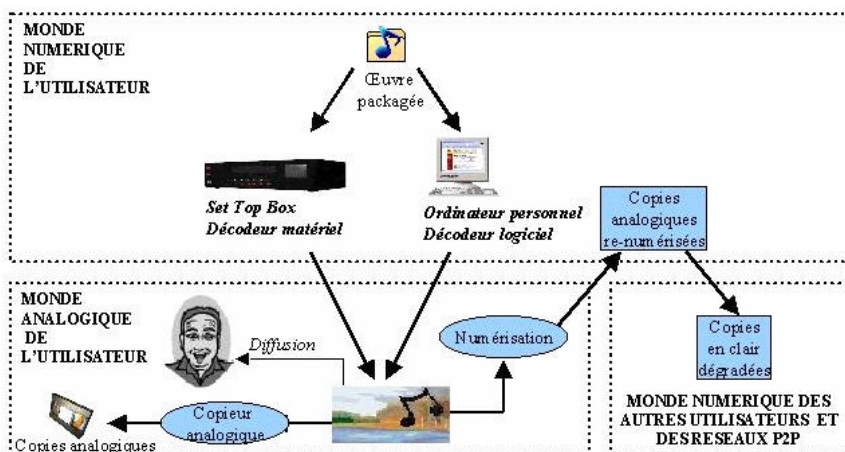 MONDE
NUMERIQUE
DE
L'UTILISATEUR
Œuvre
packagée
Set Top Box
Décodeur matériel
Ordinateur personnel
Décodeur logiciel
Copies
analogiques
re-numérisées
MONDE
ANALOGIQUE
DE
L'UTILISATEUR
Diffusion
Numérisation
Copies
en clair
dégradées
Copieur
analogique
Copies analogiques
MONDE NUMERIQUE DES
AUTRES UTILISATEURS ET
DES RESEAUX P2P